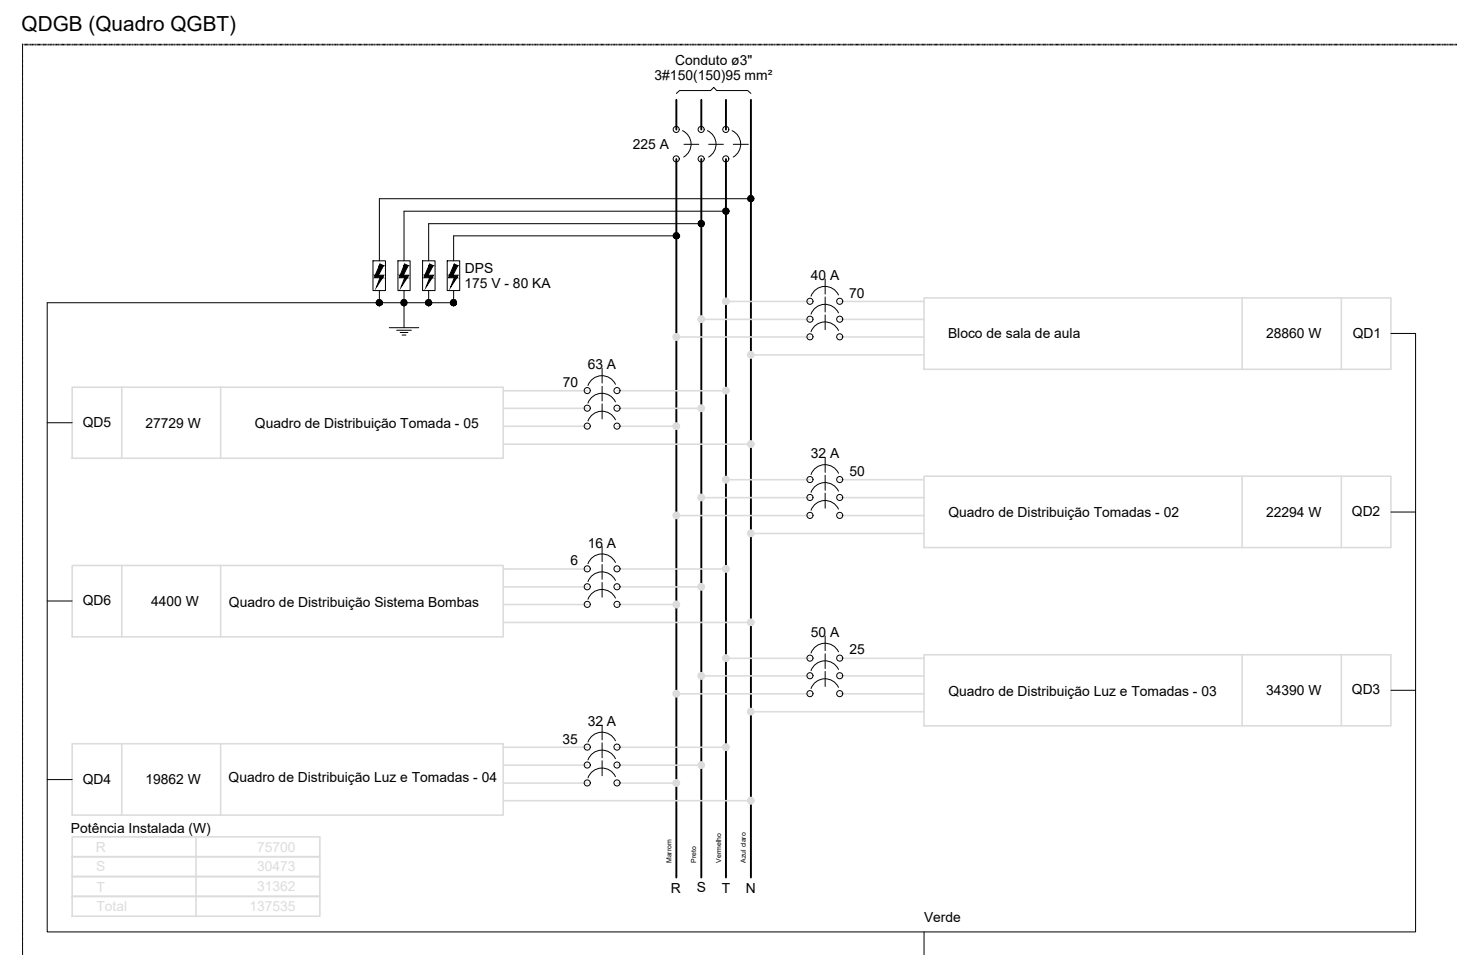 QDGB (Quadro QGBT)
Conduto ø3"
3#150(150)95 mm²
225 A
DPS
175 V - 80 KA
40 A
70
Bloco de sala de aula
28860 W
QD1
63 A
70
QD5
27729 W
Quadro de Distribuição Tomada - 05
32 A
50
Quadro de Distribuição Tomadas - 02
22294 W
QD2
16 A
6
QD6
4400 W
Quadro de Distribuição Sistema Bombas
50 A
25
Quadro de Distribuição Luz e Tomadas - 03
34390 W
QD3
32 A
35
QD4
19862 W
Quadro de Distribuição Luz e Tomadas - 04
Potência Instalada (W)
R 75700
S 30473
T 31362
Total 137535
Marrom
Preto
Vermelho
Azul claro
R S T N
Verde